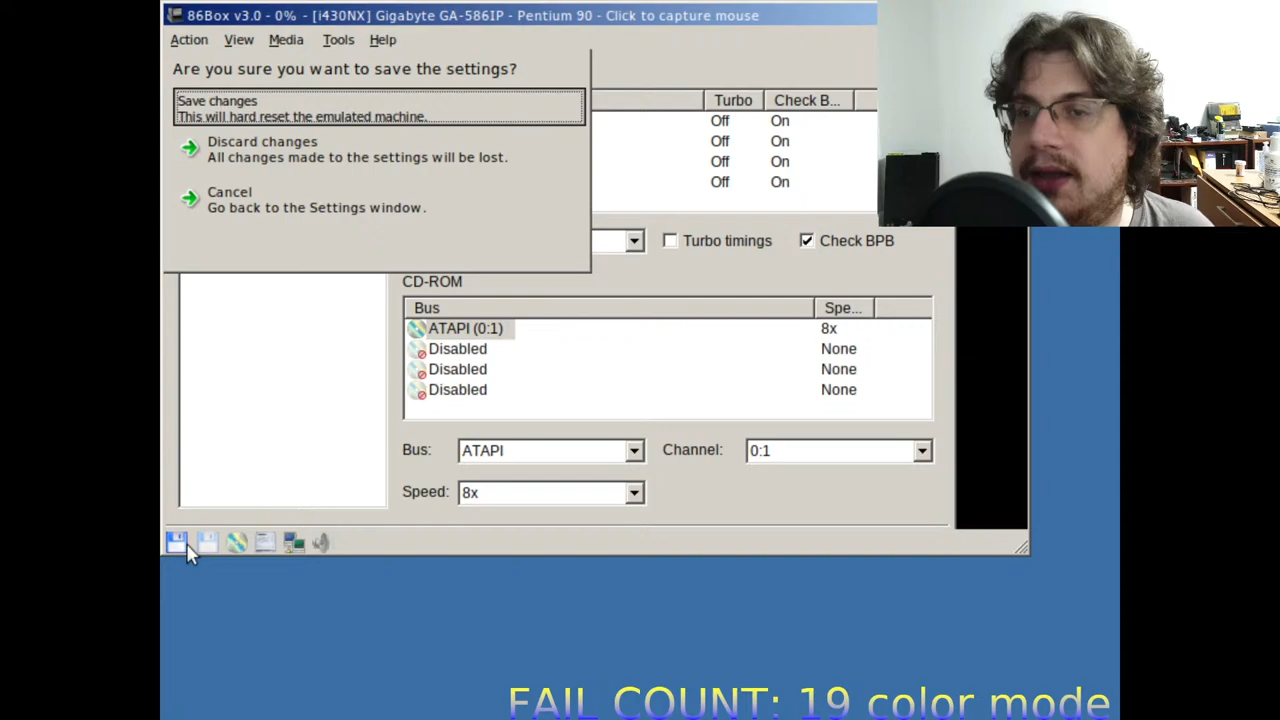 86Box v3.0 - 0% - [i430NX] Gigabyte GA-586IP - Pentium 90 - Click to capture mouse
Action View Media Tools Help
Are you sure you want to save the settings?
Save changes
This will hard reset the emulated machine.
Discard changes
All changes made to the settings will be lost.
Cancel
Go back to the Settings window.
Turbo Check B...
Off On
Off On
Off On
Off On
Turbo timings Check BPB
CD-ROM
Bus Spe...
ATAPI (0:1) 8x
Disabled None
Disabled None
Disabled None
Bus: ATAPI Channel: 0:1
Speed: 8x
FAIL COUNT: 19 color mode